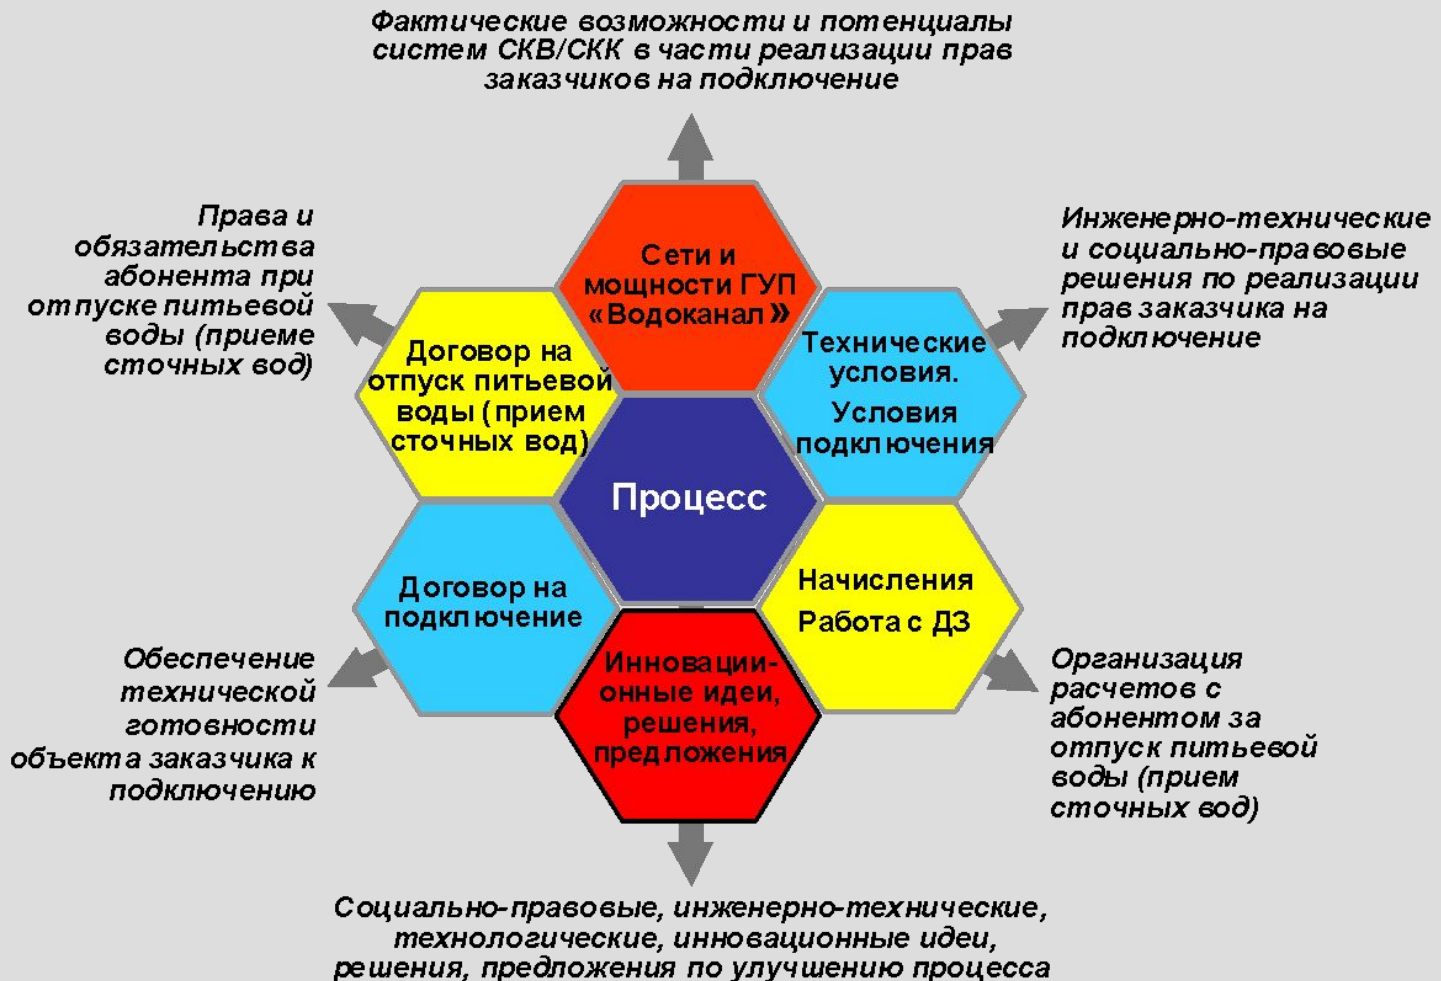 Фактические возможности и потенциалы
систем СКВ/СКК в части реализации прав
заказчиков на подключение
Права и
обязательства
абонента при
отпуске питьевой
воды (приеме
сточных вод)
Сети и
мощности ГУП
«Водоканал»
Инженерно-технические
и социально-правовые
решения по реализации
прав заказчика на
подключение
Договор на
отпуск питьевой
воды (прием
сточных вод)
Технические
условия.
Условия
подключения
Процесс
Договор на
подключение
Начисления
Работа с ДЗ
Обеспечение
технической
готовности
объекта заказчика к
подключению
Инноваци-
онные идеи,
решения,
предложения
Организация
расчетов с
абонентом за
отпуск питьевой
воды (прием
сточных вод)
Социально-правовые, инженерно-технические,
технологические, инновационные идеи,
решения, предложения по улучшению процесса